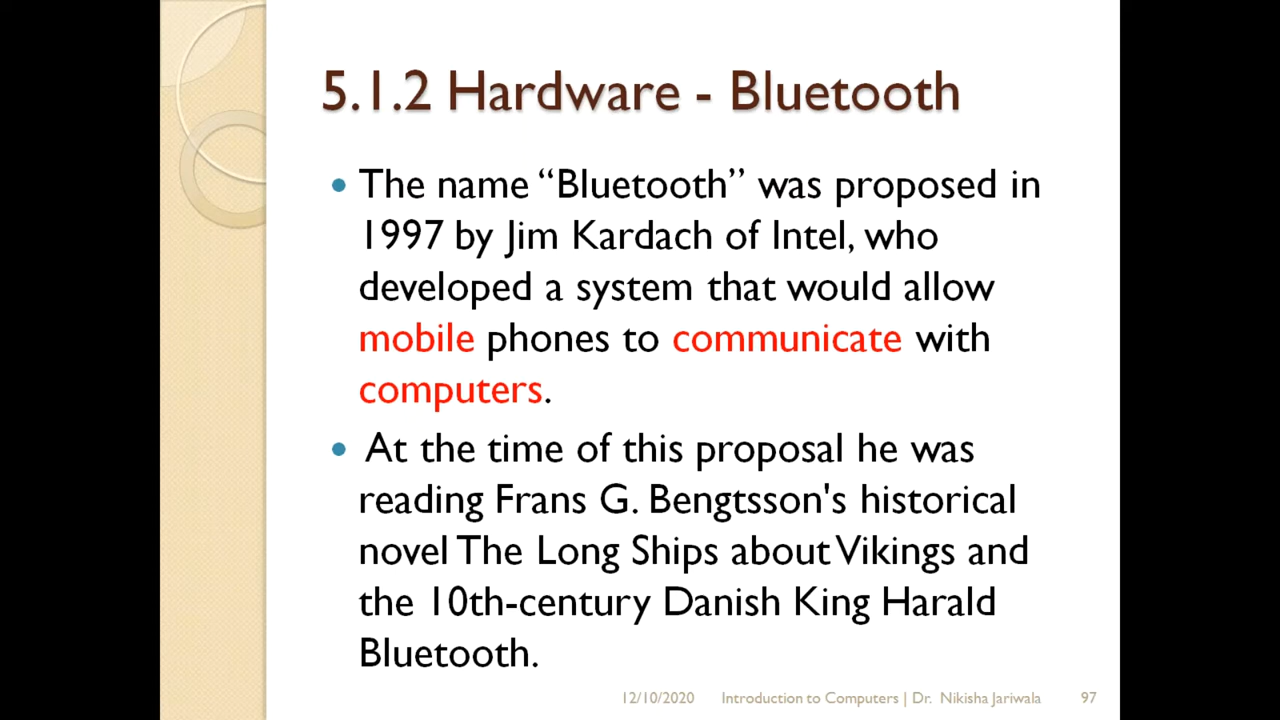 5.1.2 Hardware - Bluetooth
• The name “Bluetooth” was proposed in
1997 by Jim Kardach of Intel, who
developed a system that would allow
mobile phones to communicate with
computers.
• At the time of this proposal he was
reading Frans G. Bengtsson's historical
novel The Long Ships about Vikings and
the 10th-century Danish King Harald
Bluetooth.
12/10/2020 Introduction to Computers | Dr. Nikisha Jariwala 97